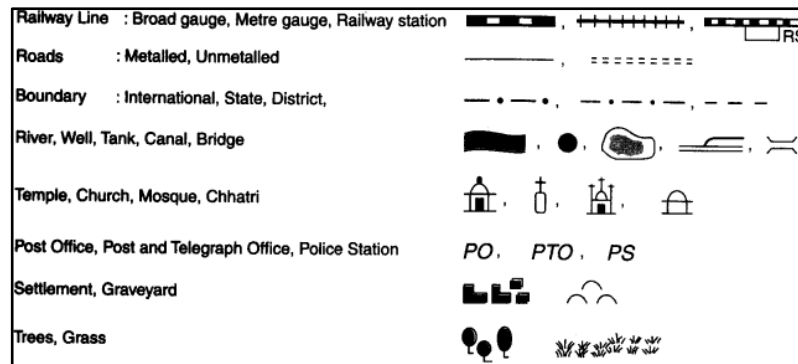 Railway Line : Broad gauge, Metre gauge, Railway station
RS
Roads : Metalled, Unmetalled
Boundary : International, State, District,
River, Well, Tank, Canal, Bridge
Temple, Church, Mosque, Chhatri
Post Office, Post and Telegraph Office, Police Station PO, PTO, PS
Settlement, Graveyard
Trees, Grass